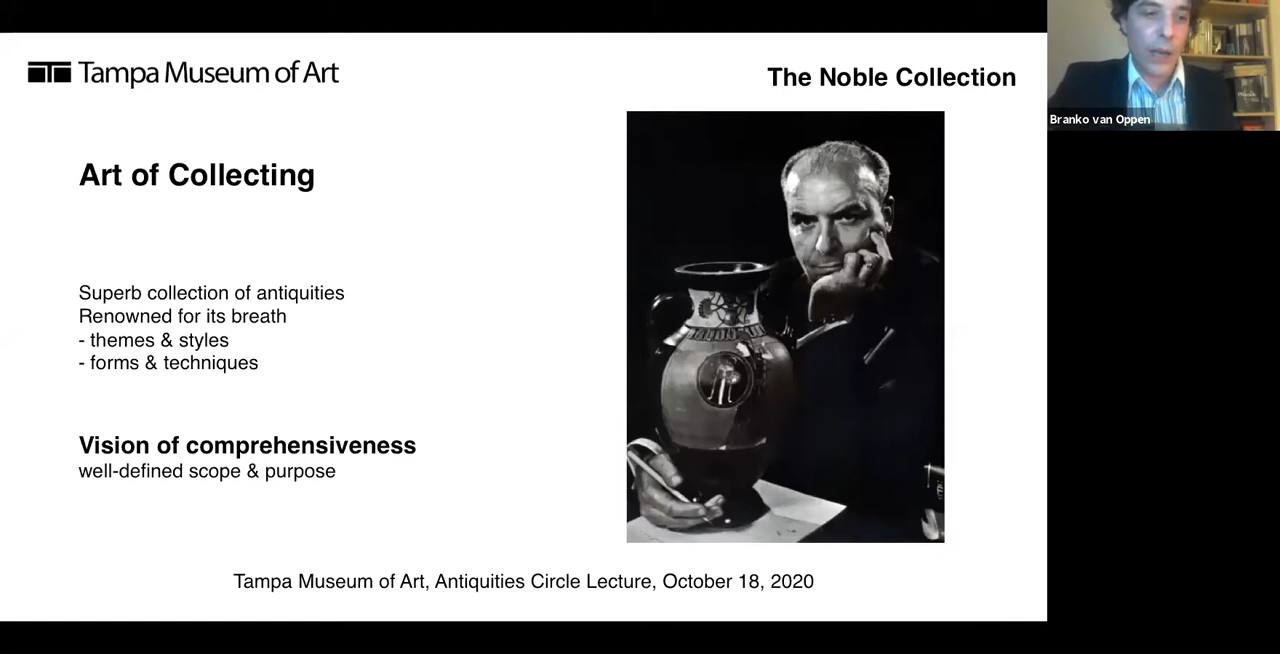 Tampa Museum of Art
The Noble Collection
Branko van Oppen
Art of Collecting
Superb collection of antiquities
Renowned for its breath
- themes & styles
- forms & techniques
Vision of comprehensiveness
well-defined scope & purpose
Tampa Museum of Art, Antiquities Circle Lecture, October 18, 2020